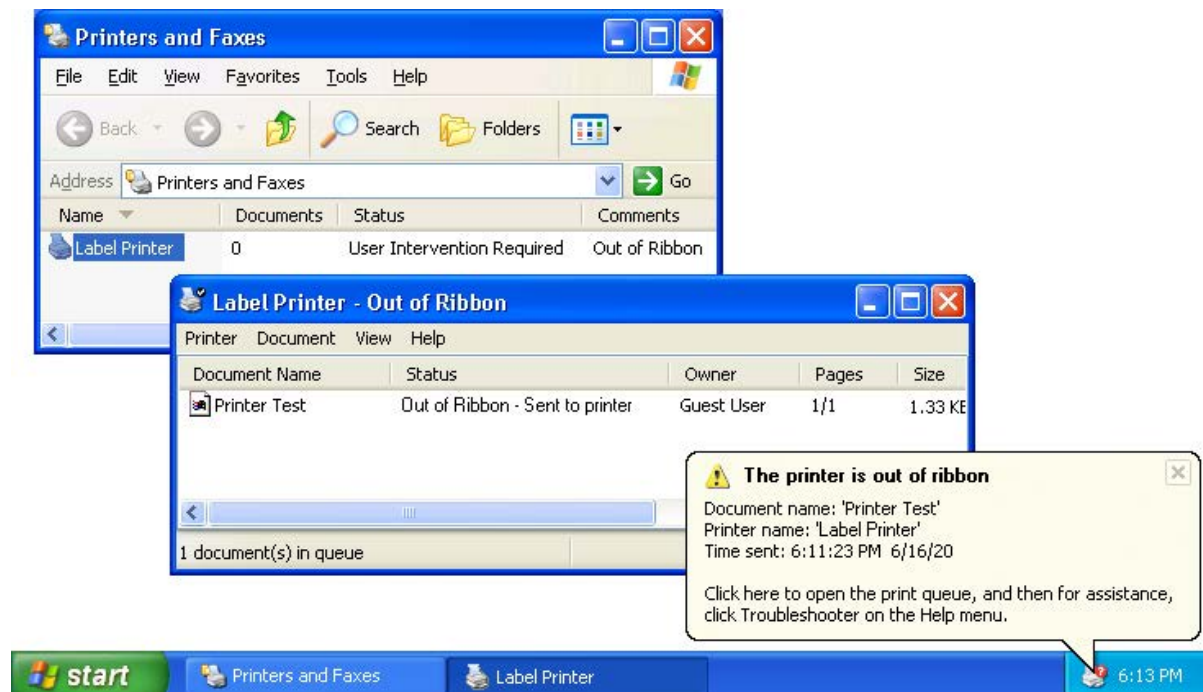 Printers and Faxes
File Edit View Favorites Tools Help
Back Search Folders
Address Printers and Faxes Go
Name Documents Status Comments
Label Printer 0 User Intervention Required Out of Ribbon
Label Printer - Out of Ribbon
Printer Document View Help
Document Name Status Owner Pages Size
Printer Test Out of Ribbon - Sent to printer Guest User 1/1 1.33 KB
1 document(s) in queue
The printer is out of ribbon
Document name: 'Printer Test'
Printer name: 'Label Printer'
Time sent: 6:11:23 PM 6/16/20
Click here to open the print queue, and then for assistance,
click Troubleshooter on the Help menu.
start Printers and Faxes Label Printer 6:13 PM